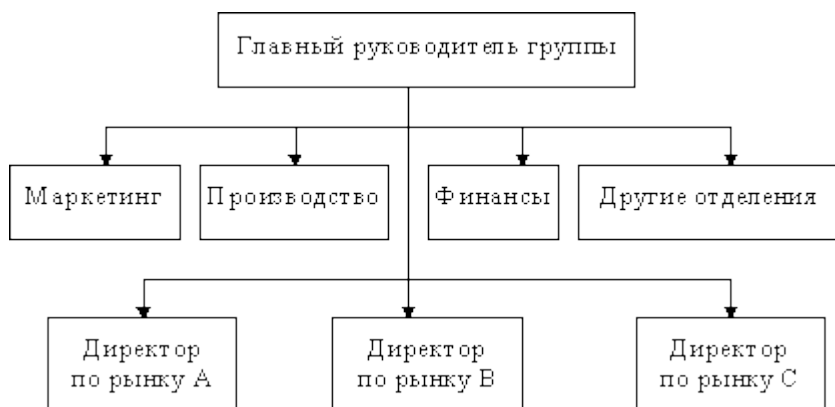 Главный руководитель группы
Маркетинг
Производство
Финансы
Другие отделения
Директор
по рынку А
Директор
по рынку В
Директор
по рынку С